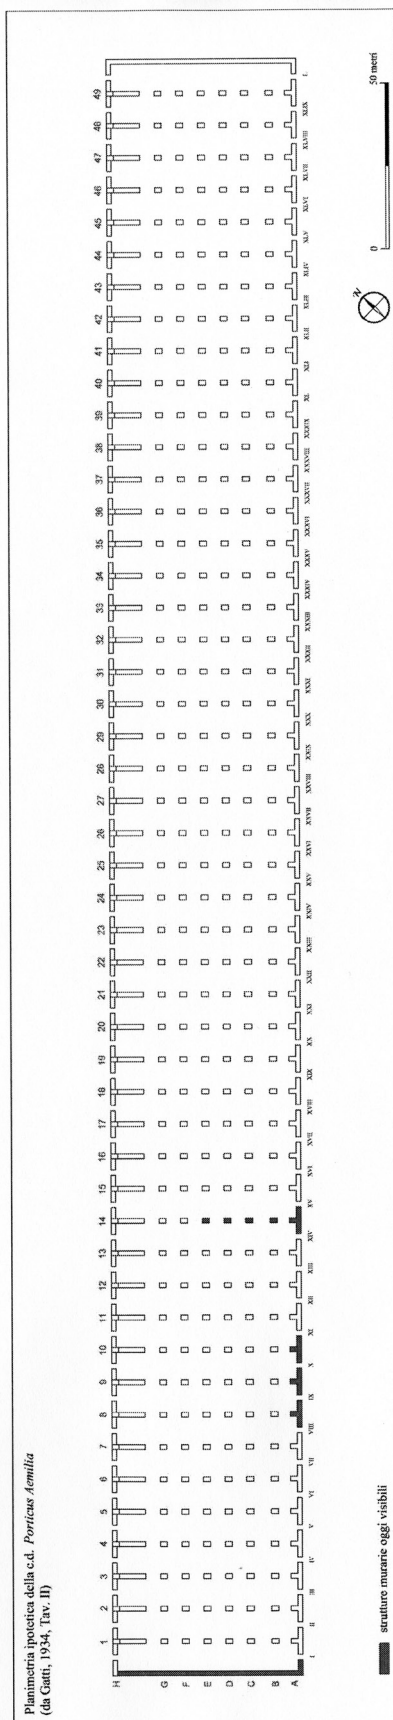 Planimetria ipotetica della c.d. Porticus Aemilia
(da Gatti, 1934, Tav. II)
1 2 3 4 5 6 7 8 9 10 11 12 13 14 15 16 17 18 19 20 21 22 23 24 25 26 27 28 29 30 31 32 33 34 35 36 37 38 39 40 41 42 43 44 45 46 47 48 49
H
G
F
E
D
C
B
A
I II III IV V VI VII VIII IX X XI XII XIII XIV XV XVI XVII XVIII XIX XX XXI XXII XXIII XXIV XXV XXVI XXVII XXVIII XXIX XXX XXXI XXXII XXXIII XXXIV XXXV XXXVI XXXVII XXXVIII XXXIX XL XLI XLII XLIII XLIV XLV XLVI XLVII XLVIII XLIX L
strutture murarie oggi visibili
N
0 50 metri